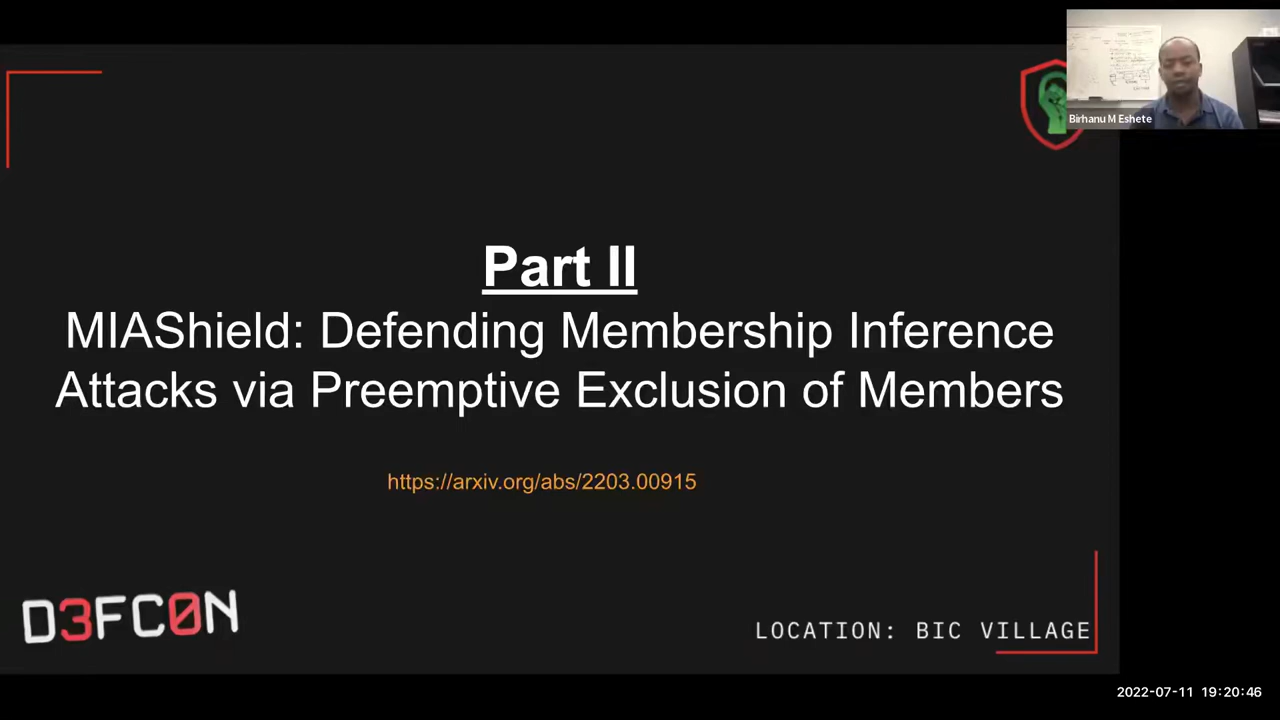 Birhanu M Eshete
Part II
MIAShield: Defending Membership Inference
Attacks via Preemptive Exclusion of Members
https://arxiv.org/abs/2203.00915
D3FC0N
LOCATION: BIC VILLAGE
2022-07-11 19:20:46